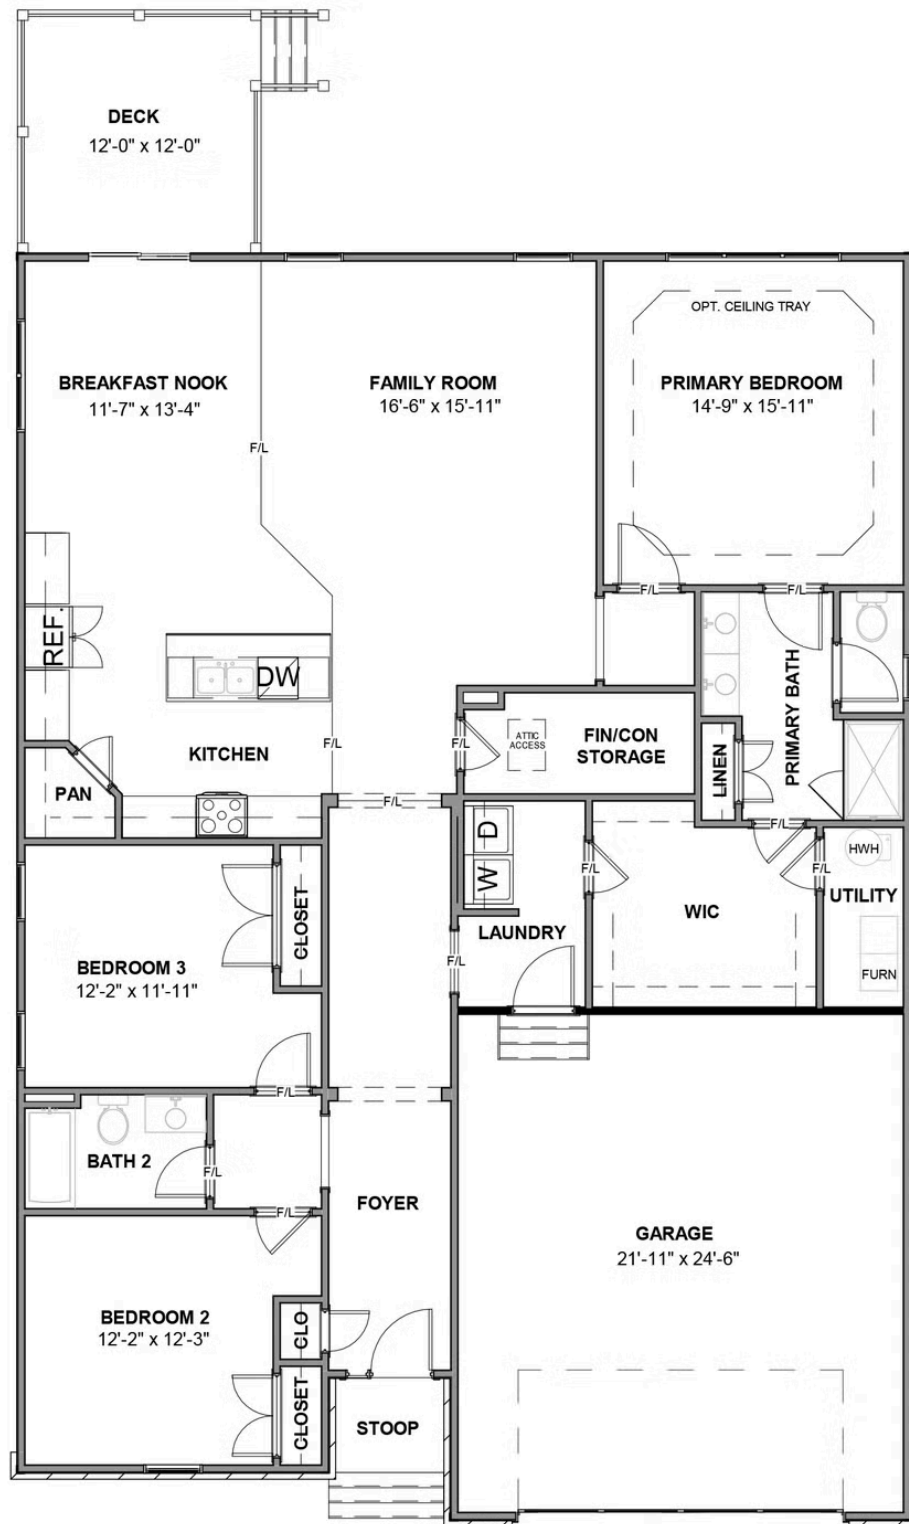 DECK
12'-0" x 12'-0"
OPT. CEILING TRAY
BREAKFAST NOOK
11'-7" x 13'-4"
FAMILY ROOM
16'-6" x 15'-11"
PRIMARY BEDROOM
14'-9" x 15'-11"
F/L
F/L
F/L
REF.
DW
PRIMARY BATH
KITCHEN
F/L
F/L
ATTIC
ACCESS
FIN/CON
STORAGE
LINEN
PAN
F/L
F/L
D
W
HWH
F/L
F/L
UTILITY
CLOSET
WIC
LAUNDRY
F/L
BEDROOM 3
12'-2" x 11'-11"
FURN
F/L
BATH 2
F/L
F/L
FOYER
GARAGE
21'-11" x 24'-6"
BEDROOM 2
12'-2" x 12'-3"
CLO
CLOSET
STOOP